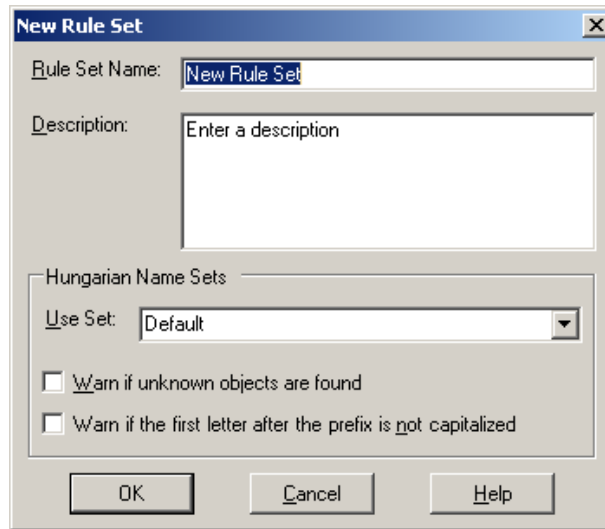 New Rule Set
Rule Set Name: New Rule Set
Description: Enter a description
Hungarian Name Sets
Use Set: Default
Warn if unknown objects are found
Warn if the first letter after the prefix is not capitalized
OK Cancel Help